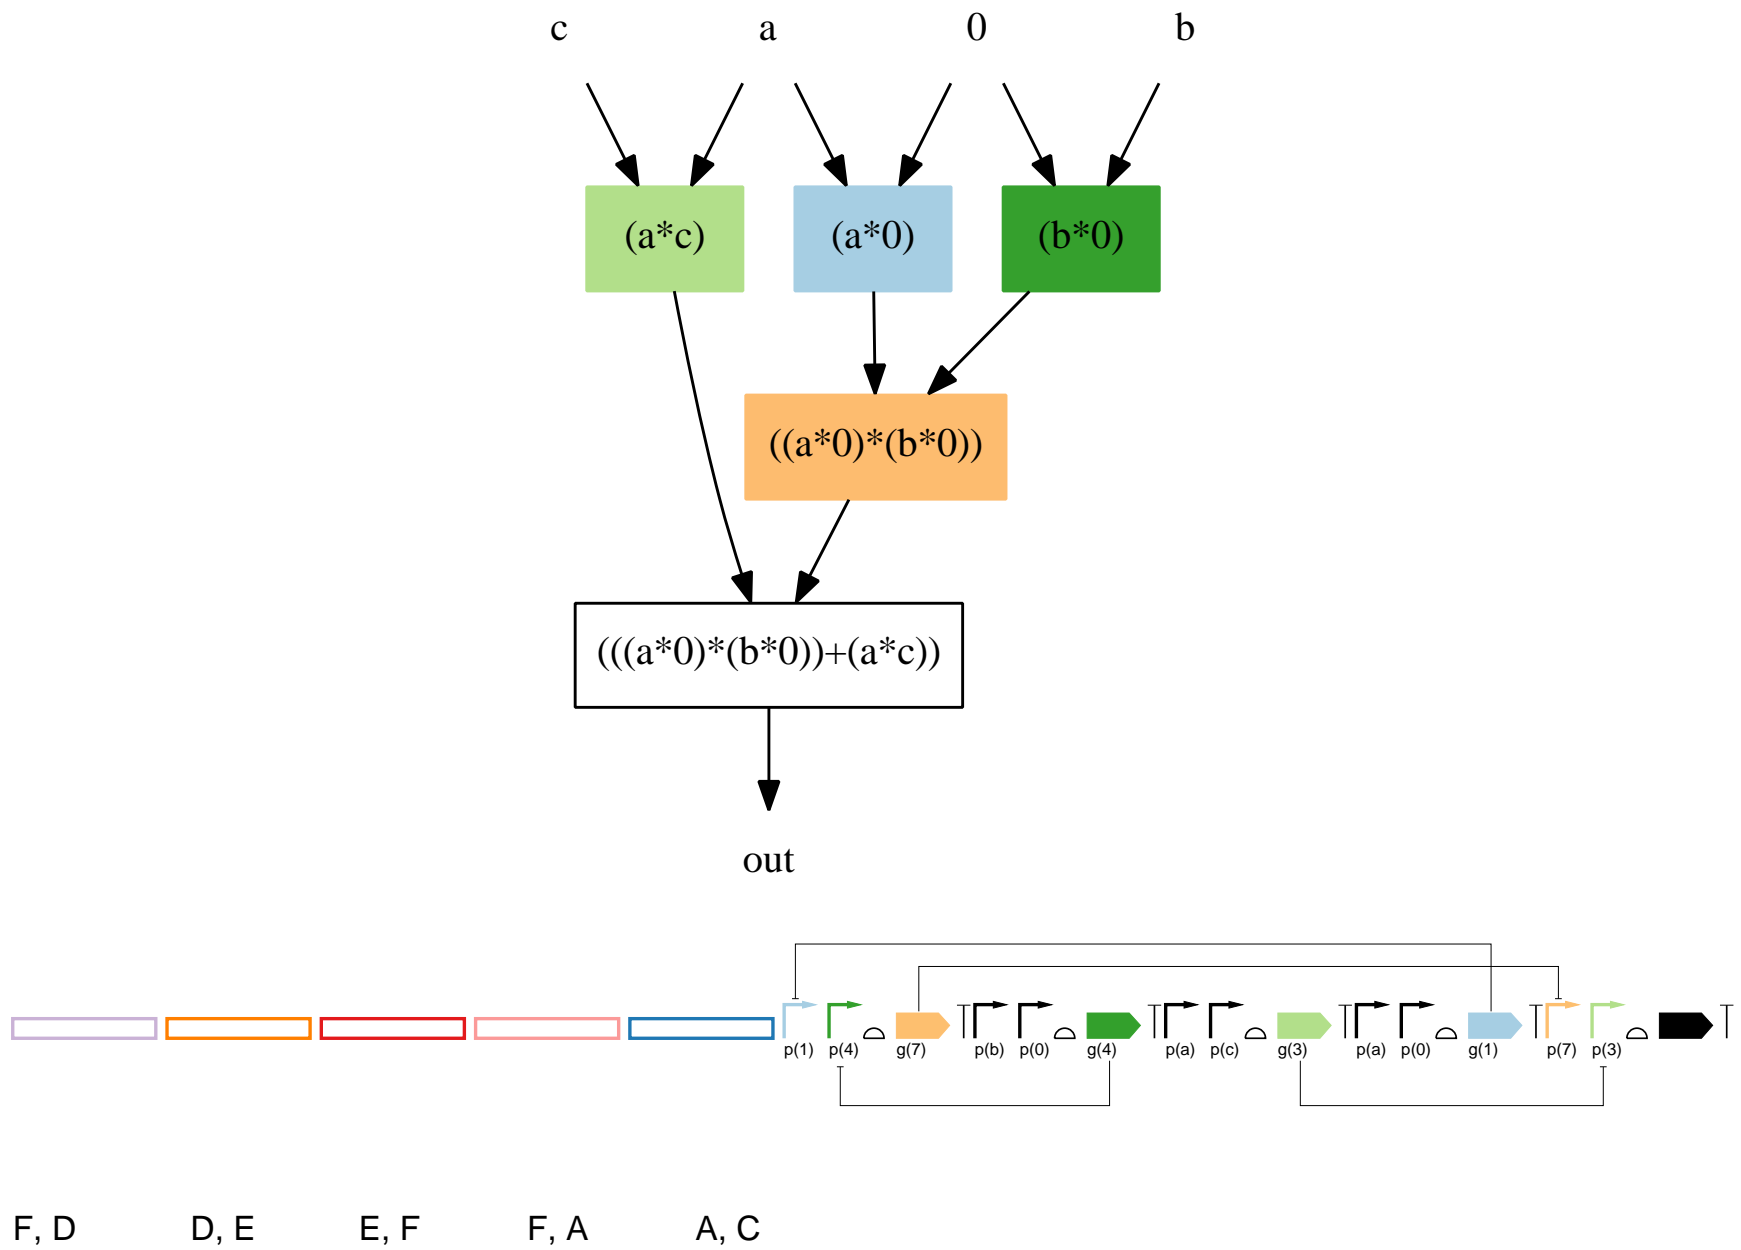 c a 0 b
(a*c) (a*0) (b*0)
((a*0)*(b*0))
(((a*0)*(b*0))+(a*c))
out
p(1) p(4) g(7) p(b) p(0) g(4) p(a) p(c) g(3) p(a) p(0) g(1) p(7) p(3)
F, D D, E E, F F, A A, C